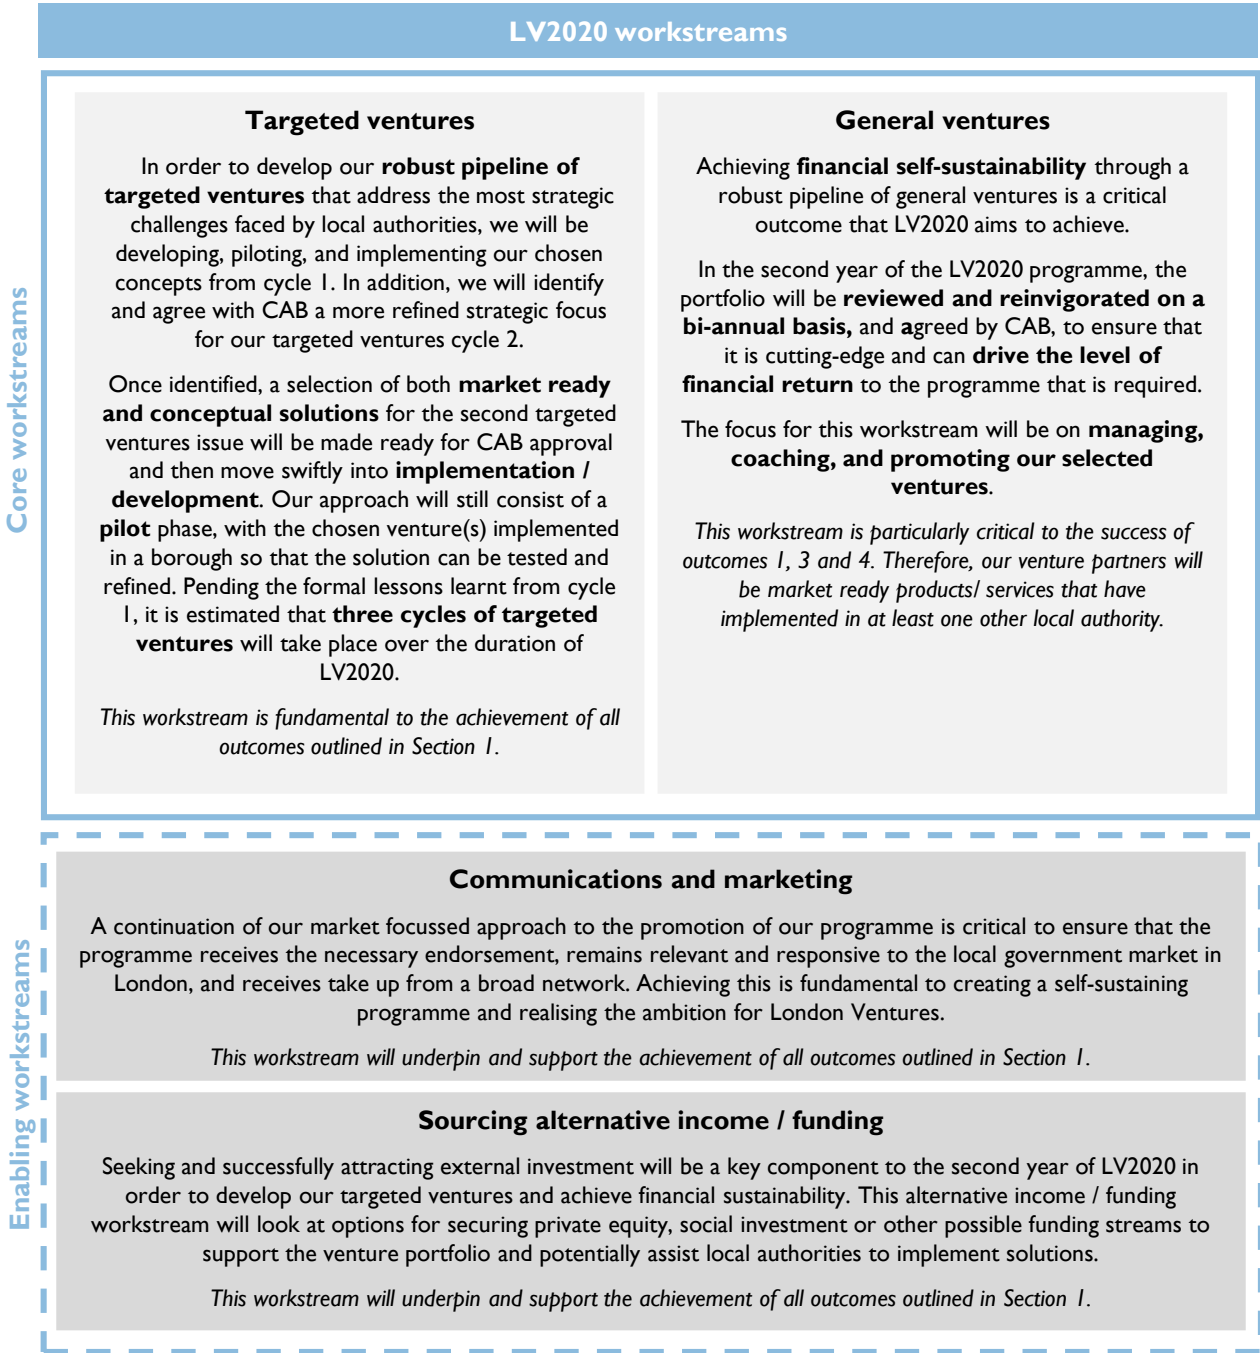 LV2020 workstreams
Core workstreams
Targeted ventures
In order to develop our robust pipeline of
targeted ventures that address the most strategic
challenges faced by local authorities, we will be
developing, piloting, and implementing our chosen
concepts from cycle 1. In addition, we will identify
and agree with CAB a more refined strategic focus
for our targeted ventures cycle 2.
Once identified, a selection of both market ready
and conceptual solutions for the second targeted
ventures issue will be made ready for CAB approval
and then move swiftly into implementation /
development. Our approach will still consist of a
pilot phase, with the chosen venture(s) implemented
in a borough so that the solution can be tested and
refined. Pending the formal lessons learnt from cycle
1, it is estimated that three cycles of targeted
ventures will take place over the duration of
LV2020.
This workstream is fundamental to the achievement of all
outcomes outlined in Section 1.
General ventures
Achieving financial self-sustainability through a
robust pipeline of general ventures is a critical
outcome that LV2020 aims to achieve.
In the second year of the LV2020 programme, the
portfolio will be reviewed and reinvigorated on a
bi-annual basis, and agreed by CAB, to ensure that
it is cutting-edge and can drive the level of
financial return to the programme that is required.
The focus for this workstream will be on managing,
coaching, and promoting our selected
ventures.
This workstream is particularly critical to the success of
outcomes 1, 3 and 4. Therefore, our venture partners will
be market ready products/ services that have
implemented in at least one other local authority.
Enabling workstreams
Communications and marketing
A continuation of our market focussed approach to the promotion of our programme is critical to ensure that the
programme receives the necessary endorsement, remains relevant and responsive to the local government market in
London, and receives take up from a broad network. Achieving this is fundamental to creating a self-sustaining
programme and realising the ambition for London Ventures.
This workstream will underpin and support the achievement of all outcomes outlined in Section 1.
Sourcing alternative income / funding
Seeking and successfully attracting external investment will be a key component to the second year of LV2020 in
order to develop our targeted ventures and achieve financial sustainability. This alternative income / funding
workstream will look at options for securing private equity, social investment or other possible funding streams to
support the venture portfolio and potentially assist local authorities to implement solutions.
This workstream will underpin and support the achievement of all outcomes outlined in Section 1.